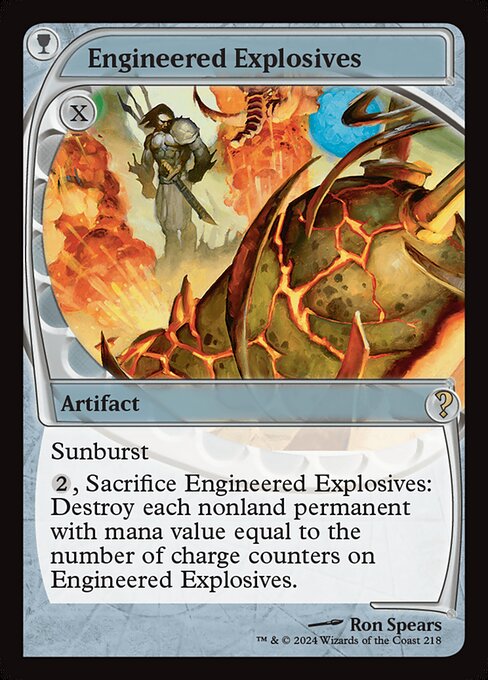 Engineered Explosives
X
Artifact
Sunburst
2, Sacrifice Engineered Explosives:
Destroy each nonland permanent
with mana value equal to the
number of charge counters on
Engineered Explosives.
Ron Spears
™ & © 2024 Wizards of the Coast 218